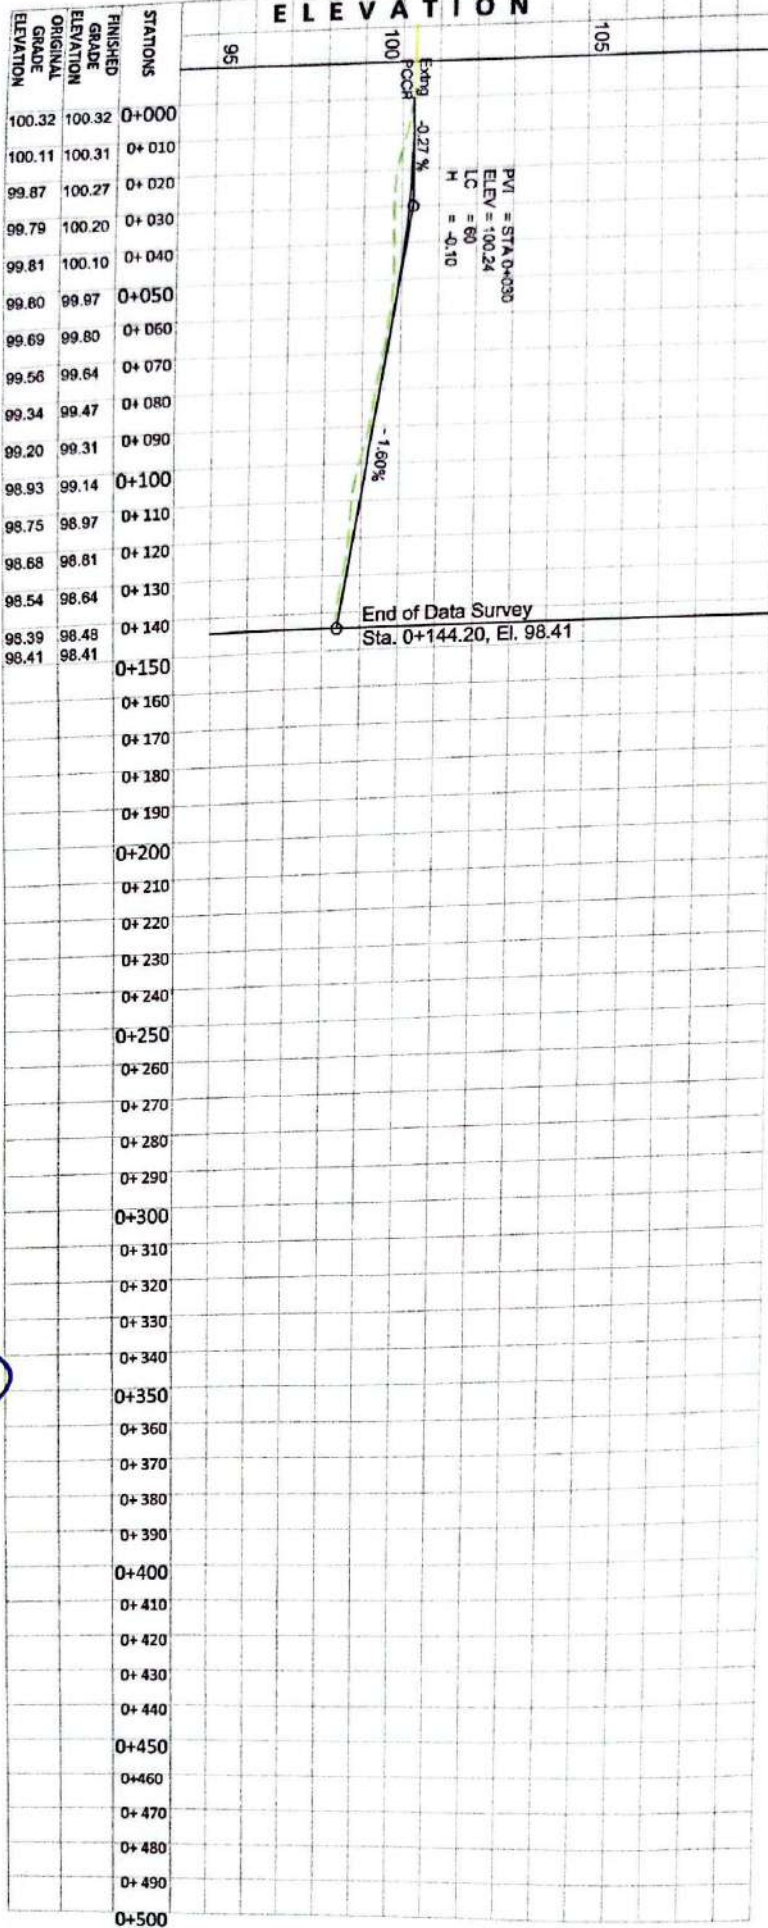 ELEVATION
95
100
105
Extng
PCCP
-0.27 %
PVI = STA 0+030
ELEV = 100.24
LC = 60
H = -0.10
- 1.60%
End of Data Survey
Sta. 0+144.20, El. 98.41
STATIONS
FINISHED
GRADE
ELEVATION
ORIGINAL
GRADE
ELEVATION
100.32 100.32 0+000
100.11 100.31 0+ 010
99.87 100.27 0+ 020
99.79 100.20 0+ 030
99.81 100.10 0+ 040
99.80 99.97 0+050
99.69 99.80 0+ 060
99.56 99.64 0+ 070
99.34 99.47 0+ 080
99.20 99.31 0+ 090
98.93 99.14 0+100
98.75 98.97 0+ 110
98.68 98.81 0+ 120
98.54 98.64 0+ 130
98.39 98.48 0+ 140
98.41 98.41
0+150
0+ 160
0+ 170
0+ 180
0+ 190
0+200
0+ 210
0+ 220
0+ 230
0+ 240
0+250
0+ 260
0+ 270
0+ 280
0+ 290
0+300
0+ 310
0+ 320
0+ 330
0+ 340
0+350
0+ 360
0+ 370
0+ 380
0+ 390
0+400
0+ 410
0+ 420
0+ 430
0+ 440
0+450
0+460
0+ 470
0+ 480
0+ 490
0+500